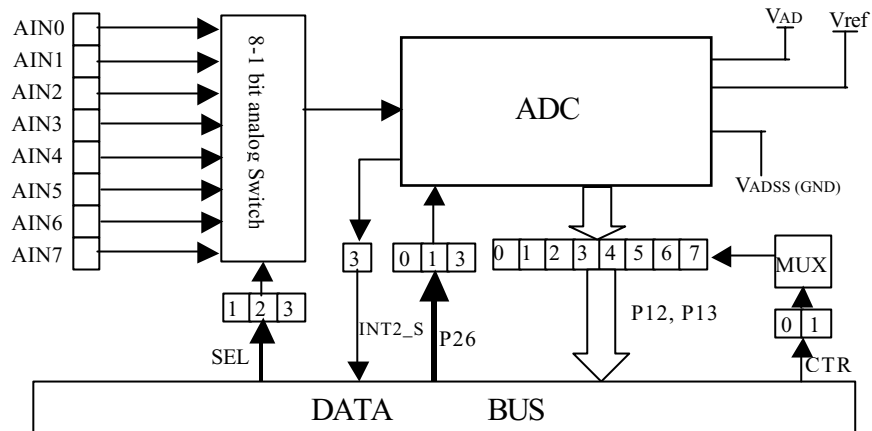 VAD Vref
AIN0
AIN1
AIN2
AIN3
AIN4
AIN5
AIN6
AIN7
8-1 bit analog Switch
ADC
VADSS (GND)
3
0 1 3
0 1 2 3 4 5 6 7
MUX
1 2 3
INT2_S
P26
P12, P13
0 1
SEL
CTR
DATA BUS